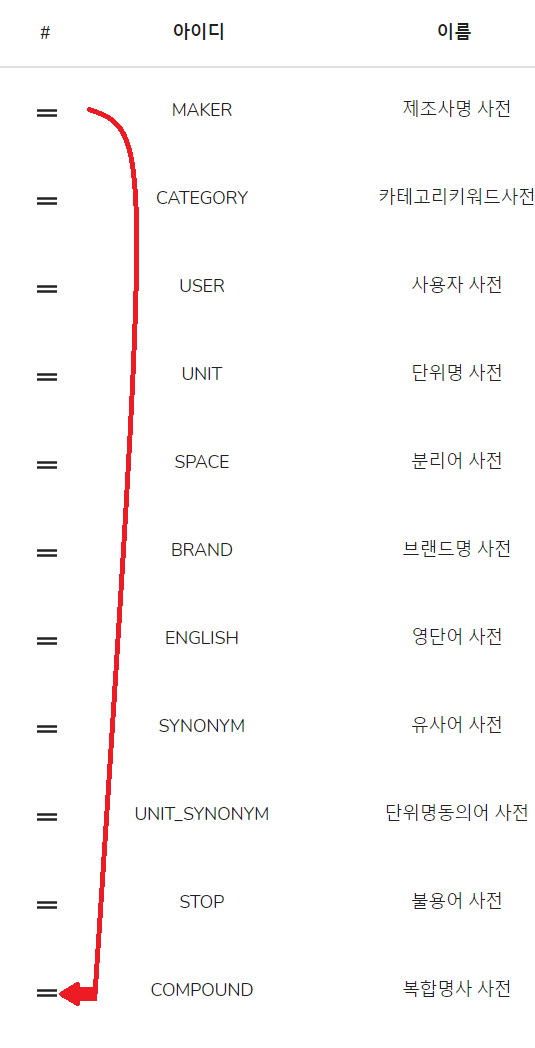 # 아이디 이름
MAKER 제조사명 사전
CATEGORY 카테고리키워드사전
USER 사용자 사전
UNIT 단위명 사전
SPACE 분리어 사전
BRAND 브랜드명 사전
ENGLISH 영단어 사전
SYNONYM 유사어 사전
UNIT_SYNONYM 단위명동의어 사전
STOP 불용어 사전
COMPOUND 복합명사 사전